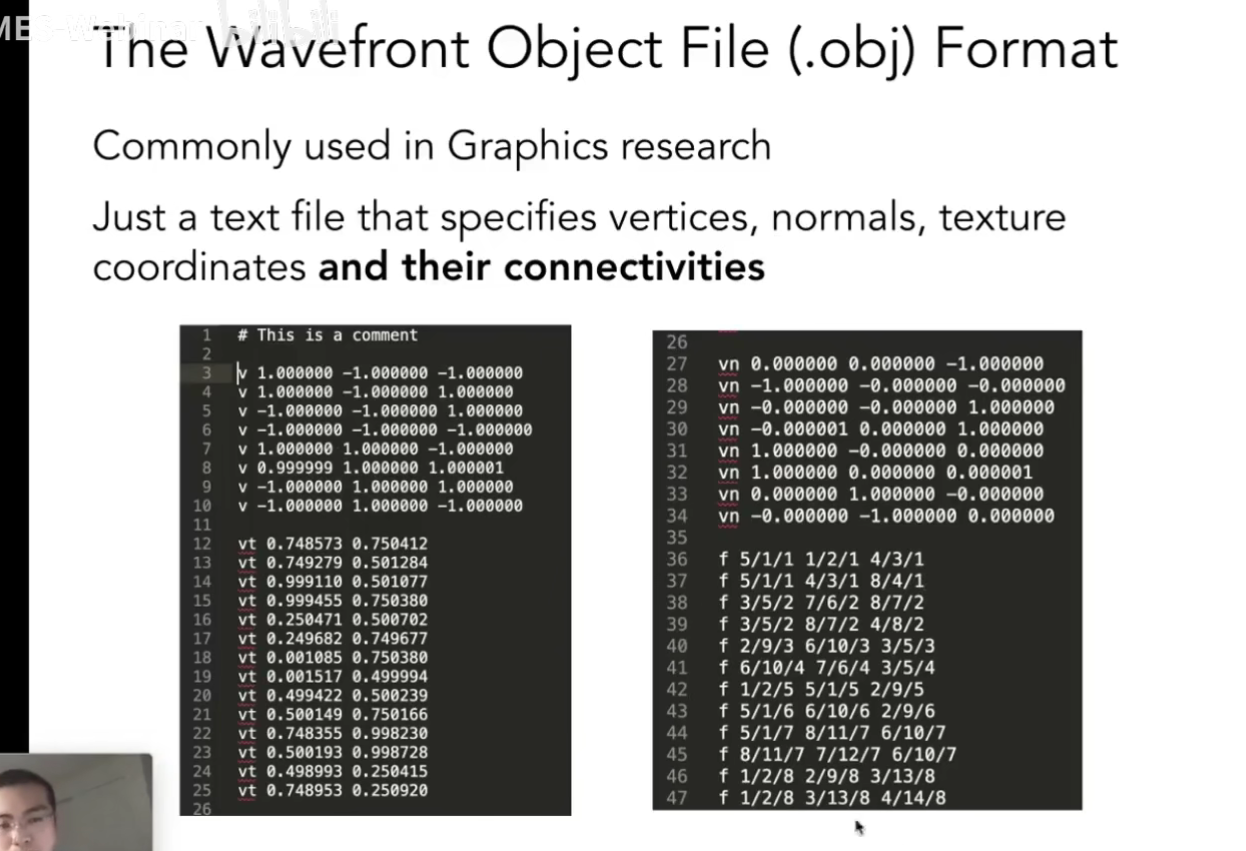 MES-Webinar bilibili
The Wavefront Object File (.obj) Format
Commonly used in Graphics research
Just a text file that specifies vertices, normals, texture
coordinates and their connectivities
1 # This is a comment
2
3 v 1.000000 -1.000000 -1.000000
4 v 1.000000 -1.000000 1.000000
5 v -1.000000 -1.000000 1.000000
6 v -1.000000 -1.000000 -1.000000
7 v 1.000000 1.000000 -1.000000
8 v 0.999999 1.000000 1.000001
9 v -1.000000 1.000000 1.000000
10 v -1.000000 1.000000 -1.000000
11
12 vt 0.748573 0.750412
13 vt 0.749279 0.501284
14 vt 0.999110 0.501077
15 vt 0.999455 0.750380
16 vt 0.250471 0.500702
17 vt 0.249682 0.749677
18 vt 0.001085 0.750380
19 vt 0.001517 0.499994
20 vt 0.499422 0.500239
21 vt 0.500149 0.750166
22 vt 0.748355 0.998230
23 vt 0.500193 0.998728
24 vt 0.498993 0.250415
25 vt 0.748953 0.250920
26
26
27 vn 0.000000 0.000000 -1.000000
28 vn -1.000000 -0.000000 -0.000000
29 vn -0.000000 -0.000000 1.000000
30 vn -0.000001 0.000000 1.000000
31 vn 1.000000 -0.000000 0.000000
32 vn 1.000000 0.000000 0.000001
33 vn 0.000000 1.000000 -0.000000
34 vn -0.000000 -1.000000 0.000000
35
36 f 5/1/1 1/2/1 4/3/1
37 f 5/1/1 4/3/1 8/4/1
38 f 3/5/2 7/6/2 8/7/2
39 f 3/5/2 8/7/2 4/8/2
40 f 2/9/3 6/10/3 3/5/3
41 f 6/10/4 7/6/4 3/5/4
42 f 1/2/5 5/1/5 2/9/5
43 f 5/1/6 6/10/6 2/9/6
44 f 5/1/7 8/11/7 6/10/7
45 f 8/11/7 7/12/7 6/10/7
46 f 1/2/8 2/9/8 3/13/8
47 f 1/2/8 3/13/8 4/14/8